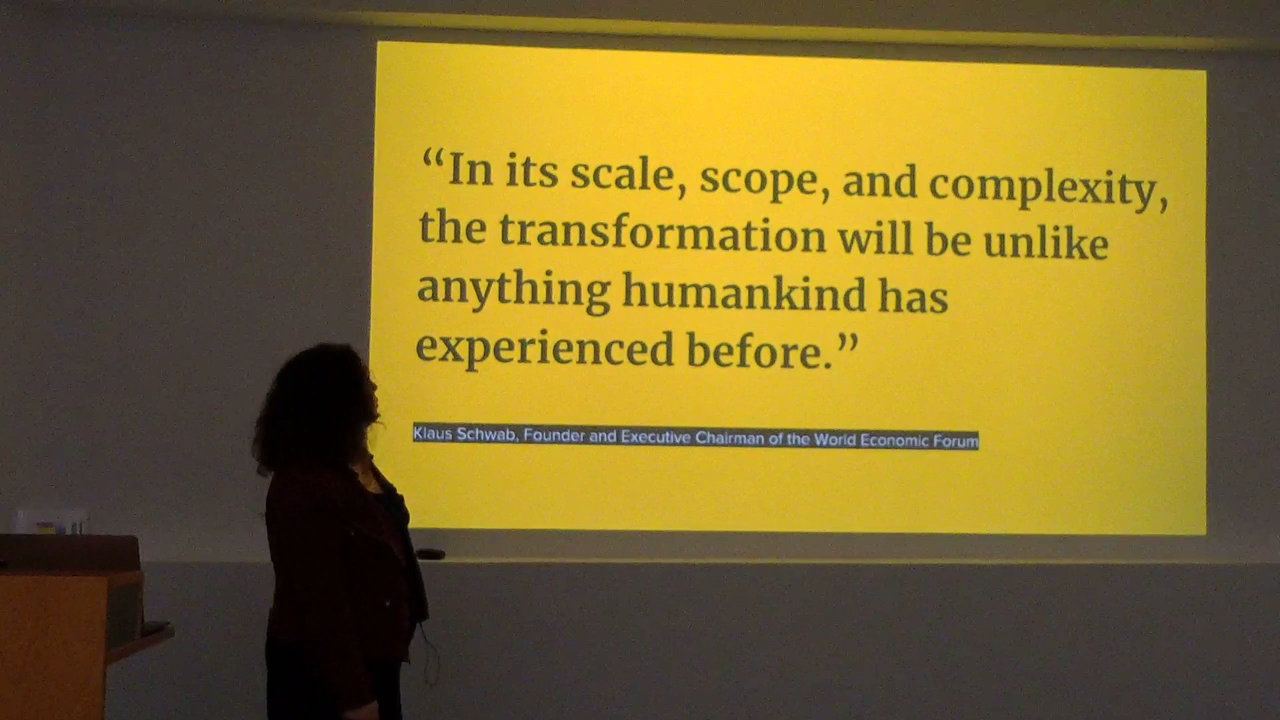 “In its scale, scope, and complexity,
the transformation will be unlike
anything humankind has
experienced before.”
Klaus Schwab, Founder and Executive Chairman of the World Economic Forum